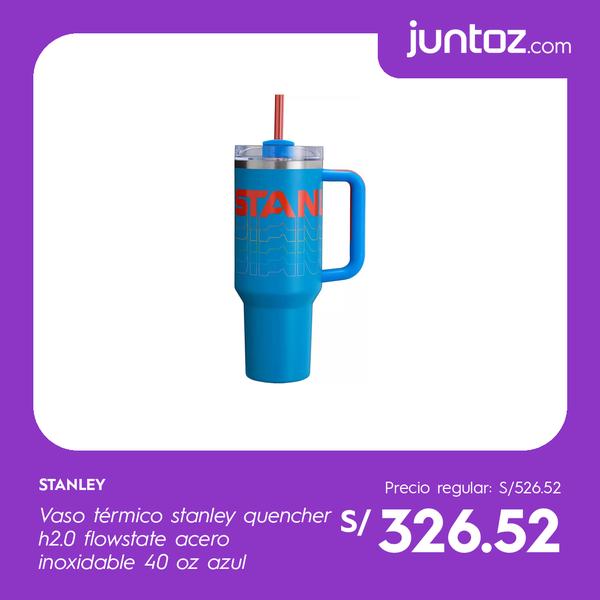 juntoz.com
STAN
STANLEY
Precio regular: S/526.52
Vaso térmico stanley quencher
h2.0 flowstate acero
inoxidable 40 oz azul
S/ 326.52